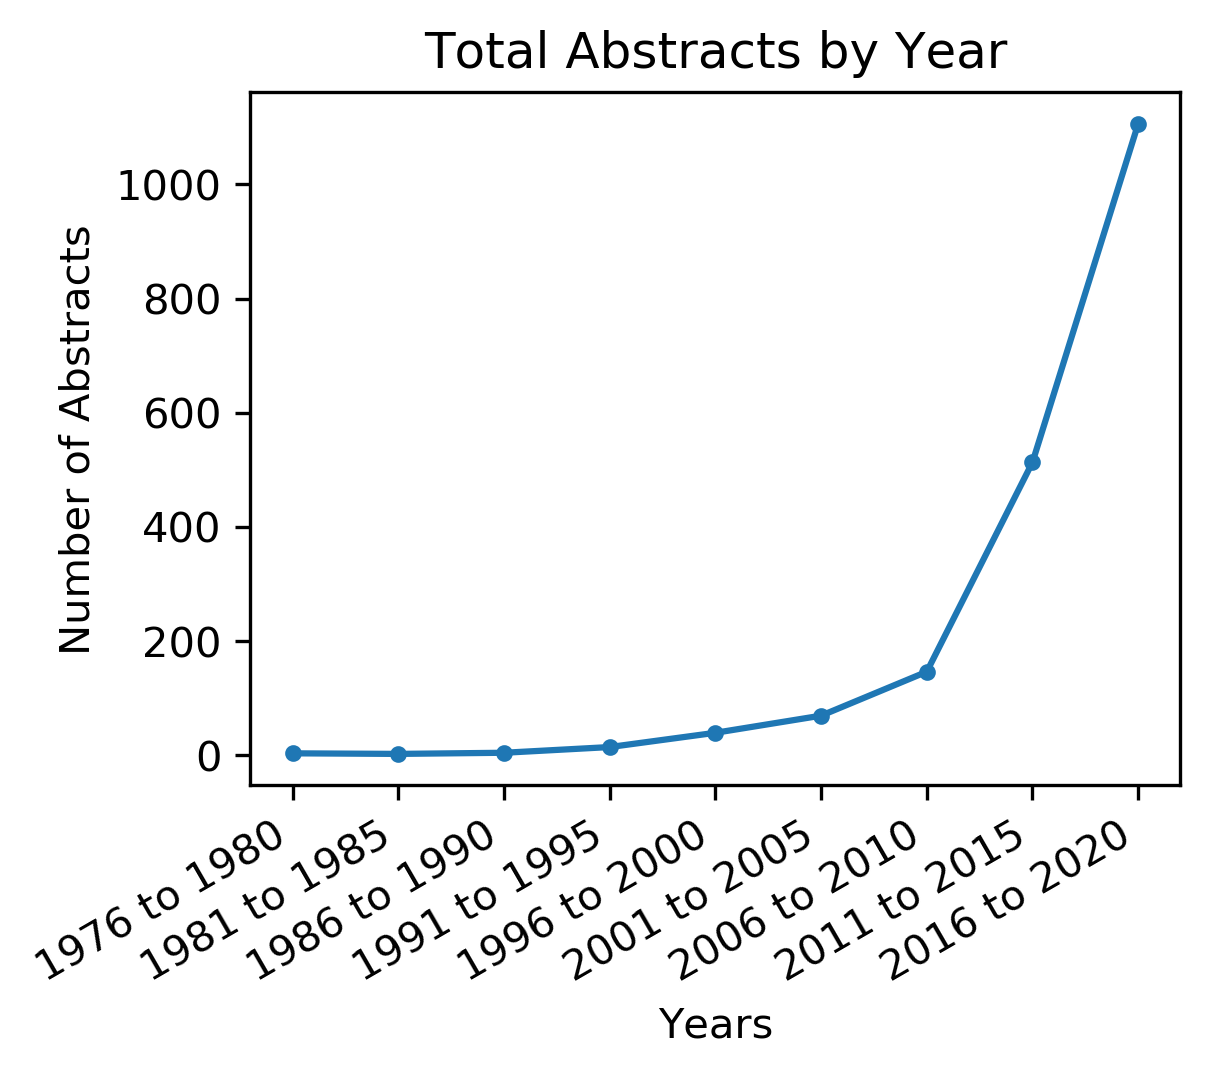 Total Abstracts by Year
Number of Abstracts
1000
800
600
400
200
0
1976 to 1980
1981 to 1985
1986 to 1990
1991 to 1995
1996 to 2000
2001 to 2005
2006 to 2010
2011 to 2015
2016 to 2020
Years